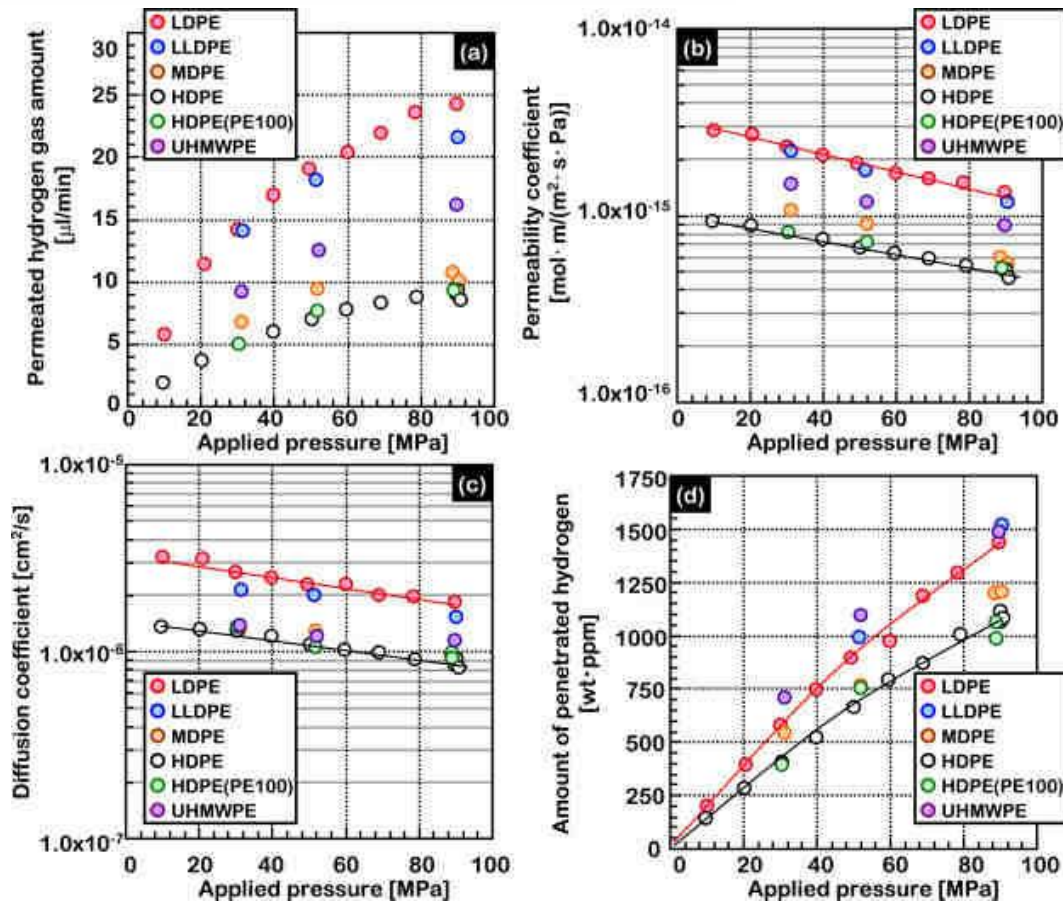 LDPE
LLDPE
MDPE
HDPE
HDPE(PE100)
UHMWPE
(a)
Permeated hydrogen gas amount
[μl/min]
30
25
20
15
10
5
0
0 20 40 60 80 100
Applied pressure [MPa]
LDPE
LLDPE
MDPE
HDPE
HDPE(PE100)
UHMWPE
(b)
Permeability coefficient
[mol· m/(m²· s· Pa)]
1.0x10⁻¹⁴
1.0x10⁻¹⁵
1.0x10⁻¹⁶
0 20 40 60 80 100
Applied pressure [MPa]
(c)
Diffusion coefficient [cm²/s]
1.0x10⁻⁵
1.0x10⁻⁶
1.0x10⁻⁷
LDPE
LLDPE
MDPE
HDPE
HDPE(PE100)
UHMWPE
0 20 40 60 80 100
Applied pressure [MPa]
(d)
Amount of penetrated hydrogen
[wt·ppm]
1750
1500
1250
1000
750
500
250
0
LDPE
LLDPE
MDPE
HDPE
HDPE(PE100)
UHMWPE
0 20 40 60 80 100
Applied pressure [MPa]